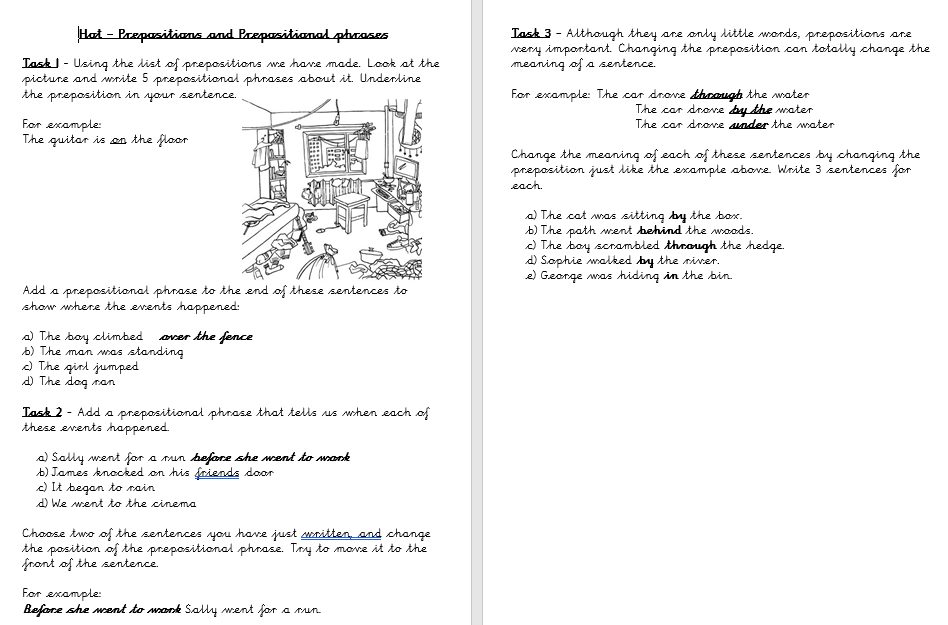 Hot – Prepositions and Prepositional phrases
Task 1 – Using the list of prepositions we have made. Look at the
picture and write 5 prepositional phrases about it. Underline
the preposition in your sentence.
For example:
The guitar is on the floor
Add a prepositional phrase to the end of these sentences to
show where the events happened:
a) The boy climbed over the fence
b) The man was standing
c) The girl jumped
d) The dog ran
Task 2 – Add a prepositional phrase that tells us when each of
these events happened.
a) Sally went for a run before she went to work
b) James knocked on his friends door
c) It began to rain
d) We went to the cinema
Choose two of the sentences you have just written, and change
the position of the prepositional phrase. Try to move it to the
front of the sentence.
For example:
Before she went to work Sally went for a run.
Task 3 – Although they are only little words, prepositions are
very important. Changing the preposition can totally change the
meaning of a sentence.
For example: The car drove through the water
The car drove by the water
The car drove under the water
Change the meaning of each of these sentences by changing the
preposition just like the example above. Write 3 sentences for
each.
a) The cat was sitting by the box.
b) The path went behind the woods.
c) The boy scrambled through the hedge.
d) Sophie walked by the river.
e) George was hiding in the bin.